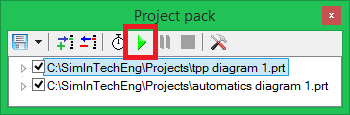 Project pack
C:\SimInTechEng\Projects\tpp diagram 1.prt
C:\SimInTechEng\Projects\automatics diagram 1.prt